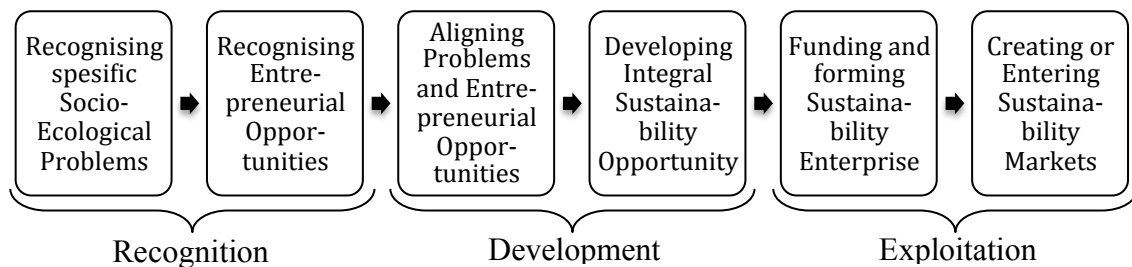 Recognising
spesific
Socio-
Ecological
Problems
Recognising
Entre-
preneurial
Oppor-
tunities
Aligning
Problems
and Entre-
preneurial
Oppor-
tunities
Developing
Integral
Sustaina-
bility
Opportunity
Funding and
forming
Sustaina-
bility
Enterprise
Creating or
Entering
Sustaina-
bility
Markets
Recognition
Development
Exploitation